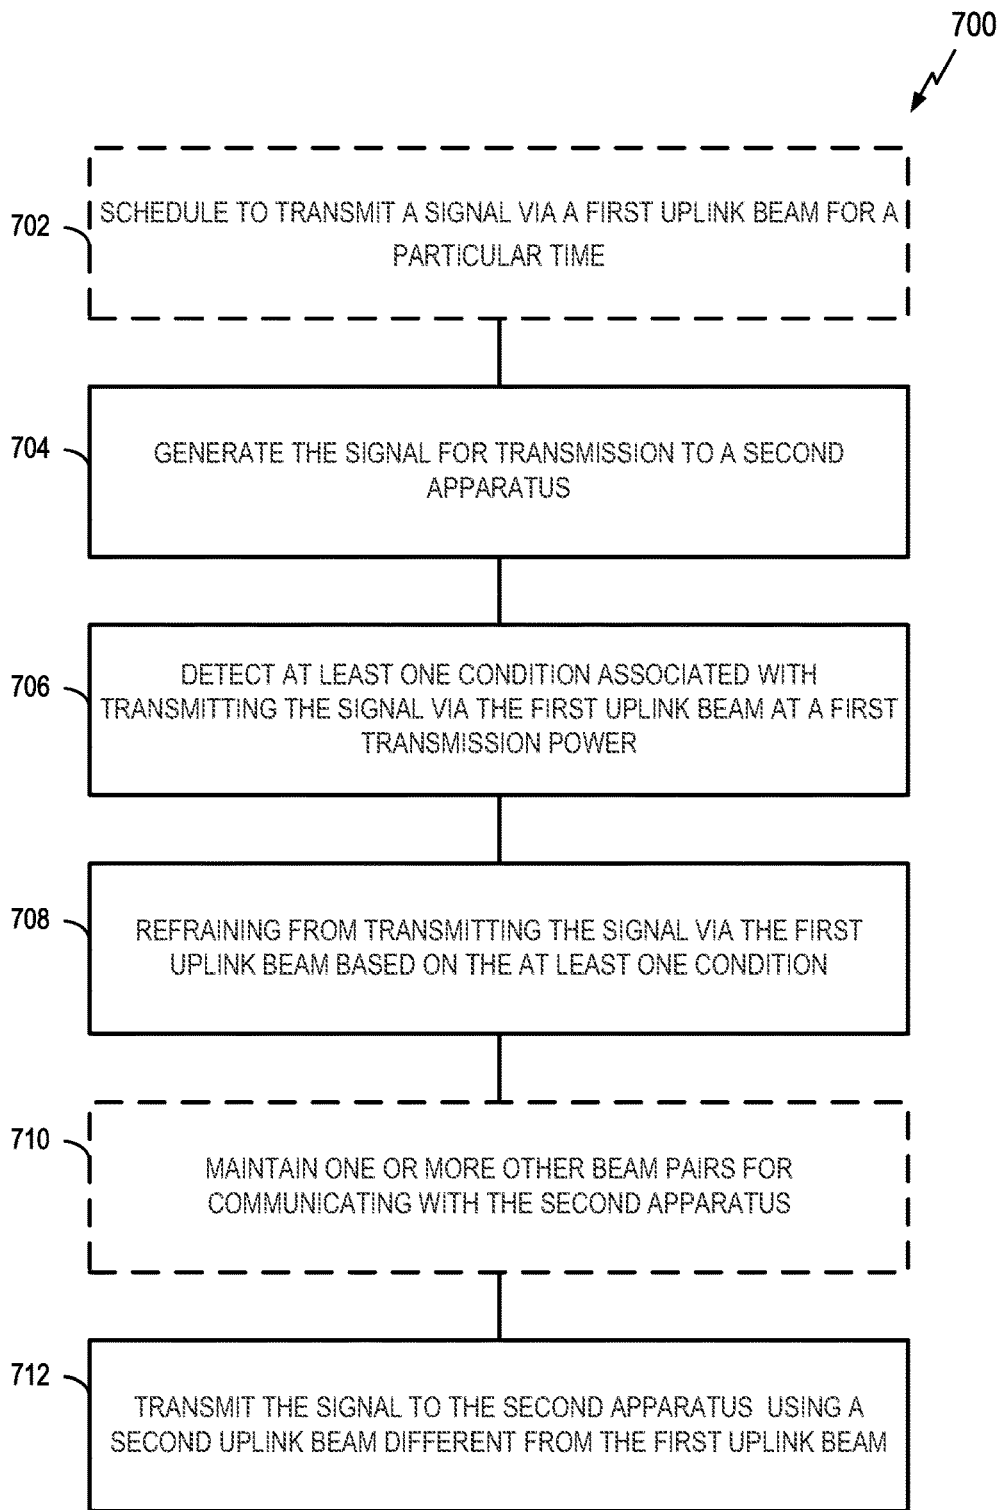 700
702
SCHEDULE TO TRANSMIT A SIGNAL VIA A FIRST UPLINK BEAM FOR A
PARTICULAR TIME
704
GENERATE THE SIGNAL FOR TRANSMISSION TO A SECOND
APPARATUS
706
DETECT AT LEAST ONE CONDITION ASSOCIATED WITH
TRANSMITTING THE SIGNAL VIA THE FIRST UPLINK BEAM AT A FIRST
TRANSMISSION POWER
708
REFRAINING FROM TRANSMITTING THE SIGNAL VIA THE FIRST
UPLINK BEAM BASED ON THE AT LEAST ONE CONDITION
710
MAINTAIN ONE OR MORE OTHER BEAM PAIRS FOR
COMMUNICATING WITH THE SECOND APPARATUS
712
TRANSMIT THE SIGNAL TO THE SECOND APPARATUS USING A
SECOND UPLINK BEAM DIFFERENT FROM THE FIRST UPLINK BEAM